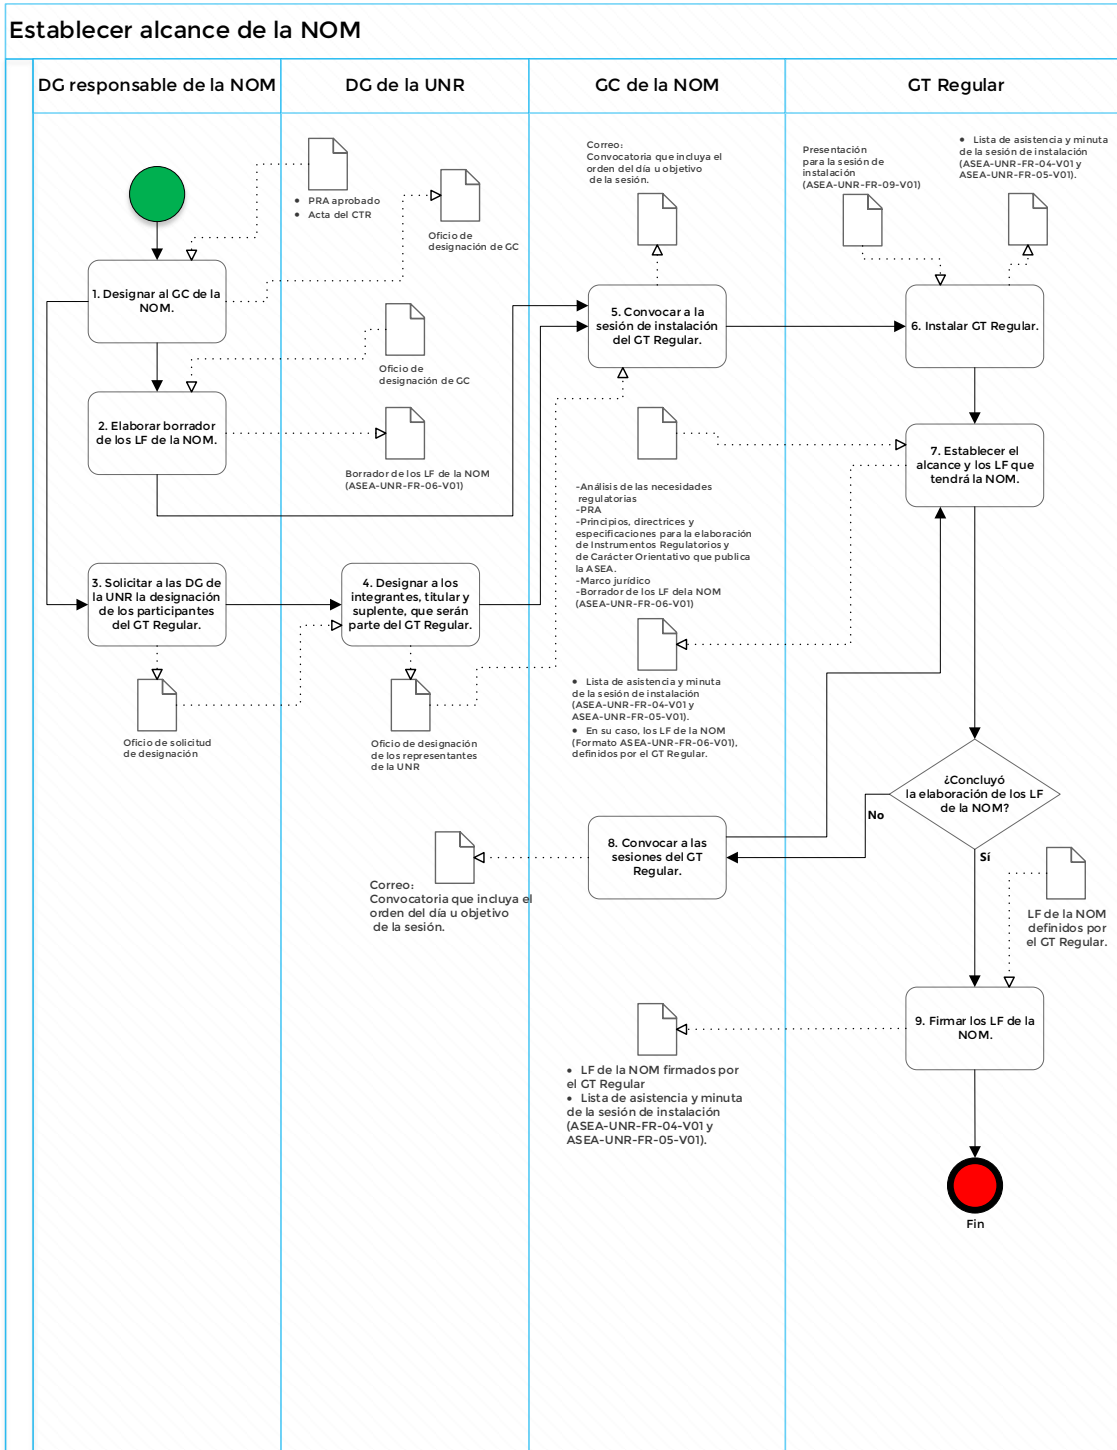 Establecer alcance de la NOM
DG responsable de la NOM
DG de la UNR
GC de la NOM
GT Regular
• PRA aprobado
• Acta del CTR
Oficio de
designación de GC
Correo:
Convocatoria que incluya el
orden del día u objetivo
de la sesión.
Presentación
para la sesión de
instalación
(ASEA-UNR-FR-09-V01)
• Lista de asistencia y minuta
de la sesión de instalación
(ASEA-UNR-FR-04-V01 y
ASEA-UNR-FR-05-V01).
1. Designar al GC de la
NOM.
5. Convocar a la
sesión de instalación
del GT Regular.
6. Instalar GT Regular.
Oficio de
designación de GC
2. Elaborar borrador
de los LF de la NOM.
Borrador de los LF de la NOM
(ASEA-UNR-FR-06-V01)
7. Establecer el
alcance y los LF que
tendrá la NOM.
-Análisis de las necesidades
regulatorias
-PRA
-Principios, directrices y
especificaciones para la elaboración
de Instrumentos Regulatorios y
de Carácter Orientativo que publica
la ASEA.
-Marco jurídico
-Borrador de los LF dela NOM
(ASEA-UNR-FR-06-V01)
3. Solicitar a las DG de
la UNR la designación
de los participantes
del GT Regular.
4. Designar a los
integrantes, titular y
suplente, que serán
parte del GT Regular.
Oficio de solicitud
de designación
Oficio de designación
de los representantes
de la UNR
• Lista de asistencia y minuta
de la sesión de instalación
(ASEA-UNR-FR-04-V01 y
ASEA-UNR-FR-05-V01).
• En su caso, los LF de la NOM
(Formato ASEA-UNR-FR-06-V01),
definidos por el GT Regular.
¿Concluyó
la elaboración de los LF
de la NOM?
No
Sí
8. Convocar a las
sesiones del GT
Regular.
Correo:
Convocatoria que incluya el
orden del día u objetivo
de la sesión.
LF de la NOM
definidos por
el GT Regular.
9. Firmar los LF de la
NOM.
• LF de la NOM firmados por
el GT Regular
• Lista de asistencia y minuta
de la sesión de instalación
(ASEA-UNR-FR-04-V01 y
ASEA-UNR-FR-05-V01).
Fin